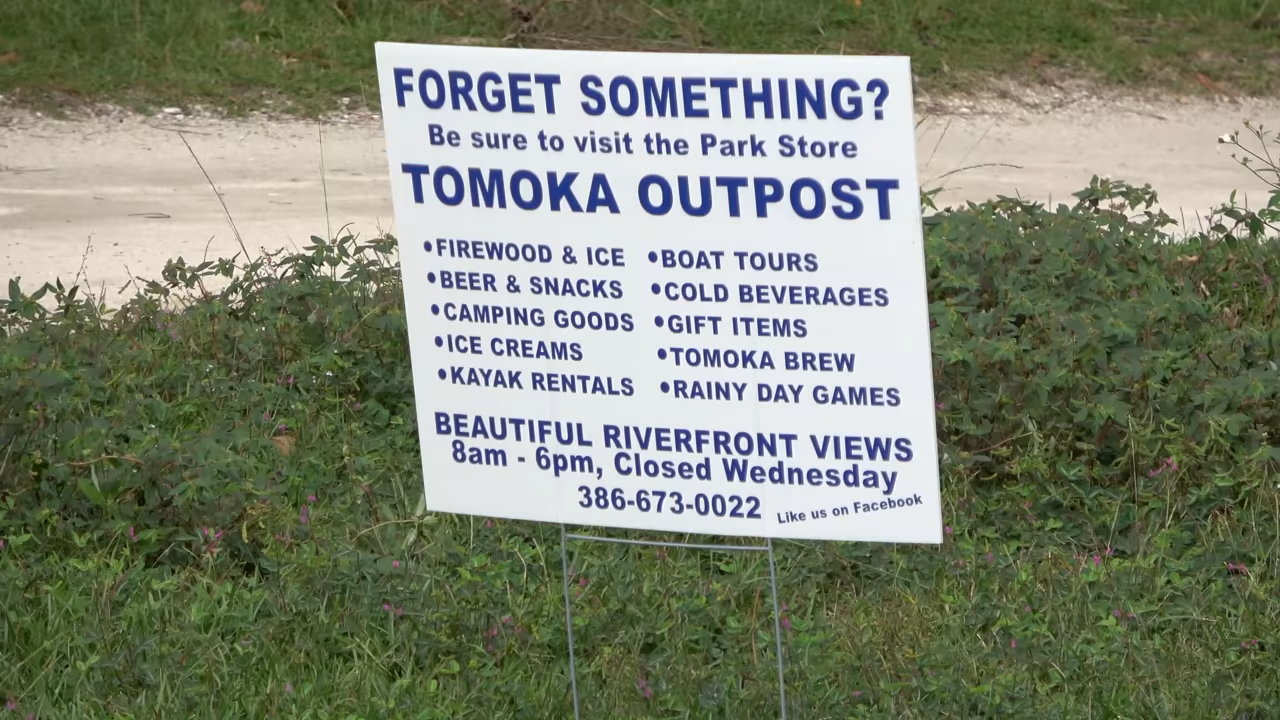 FORGET SOMETHING?
Be sure to visit the Park Store
TOMOKA OUTPOST
•FIREWOOD & ICE
•BEER & SNACKS
•CAMPING GOODS
•ICE CREAMS
•KAYAK RENTALS
•BOAT TOURS
•COLD BEVERAGES
•GIFT ITEMS
•TOMOKA BREW
•RAINY DAY GAMES
BEAUTIFUL RIVERFRONT VIEWS
8am - 6pm, Closed Wednesday
386-673-0022
Like us on Facebook